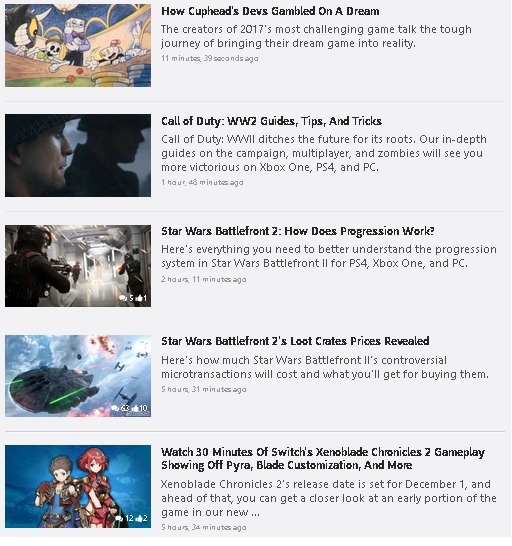 How Cuphead's Devs Gambled On A Dream
The creators of 2017's most challenging game talk the tough
journey of bringing their dream game into reality.
11 minutes, 39 seconds ago
Call of Duty: WW2 Guides, Tips, And Tricks
Call of Duty: WWII ditches the future for its roots. Our in-depth
guides on the campaign, multiplayer, and zombies will see you
more victorious on Xbox One, PS4, and PC.
1 hour, 48 minutes ago
Star Wars Battlefront 2: How Does Progression Work?
Here's everything you need to better understand the progression
system in Star Wars Battlefront II for PS4, Xbox One, and PC.
5 1
2 hours, 11 minutes ago
Star Wars Battlefront 2's Loot Crates Prices Revealed
Here's how much Star Wars Battlefront II's controversial
microtransactions will cost and what you'll get for buying them.
5 hours, 31 minutes ago
63 10
Watch 30 Minutes Of Switch's Xenoblade Chronicles 2 Gameplay
Showing Off Pyra, Blade Customization, And More
Xenoblade Chronicles 2's release date is set for December 1, and
ahead of that, you can get a closer look at an early portion of the
game in our new ...
12 2
5 hours, 34 minutes ago